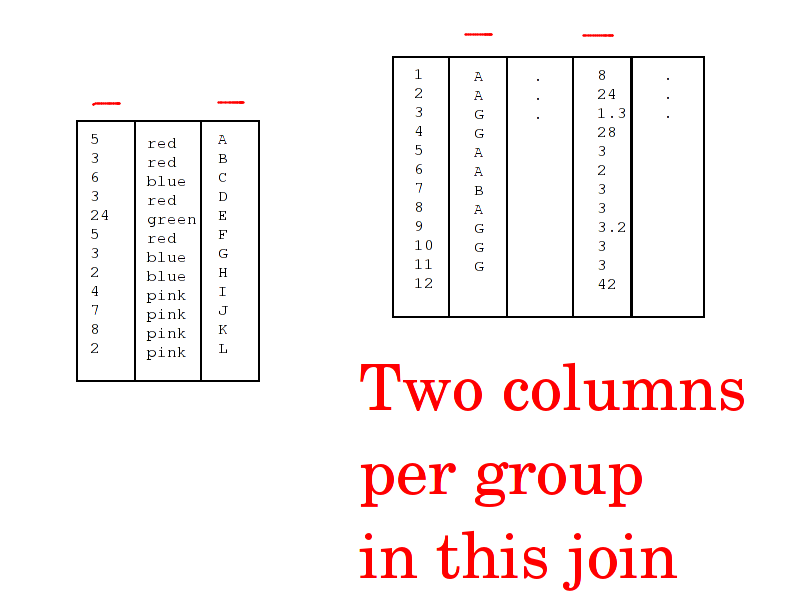 5 red A
3 red B
6 blue C
3 red D
24 green E
5 red F
3 blue G
2 blue H
4 pink I
7 pink J
8 pink K
2 pink L
1 A . 8 .
2 A . 24 .
3 G . 1.3 .
4 G 28
5 A 3
6 A 2
7 B 3
8 A 3
9 G 3.2
10 G 3
11 G 3
12 42
Two columns
per group
in this join